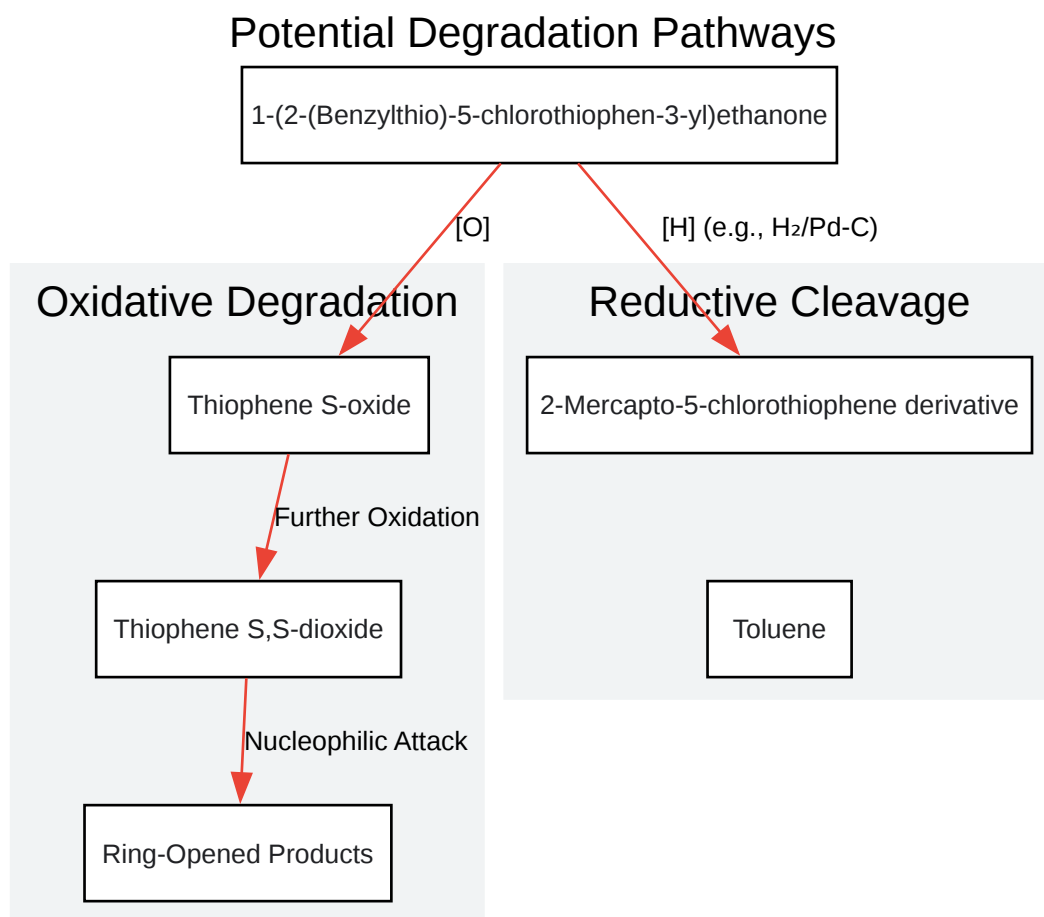 Potential Degradation Pathways
1-(2-(Benzylthio)-5-chlorothiophen-3-yl)ethanone
[O]
[H] (e.g., H₂/Pd-C)
Oxidative Degradation
Reductive Cleavage
Thiophene S-oxide
2-Mercapto-5-chlorothiophene derivative
Further Oxidation
Thiophene S,S-dioxide
Toluene
Nucleophilic Attack
Ring-Opened Products